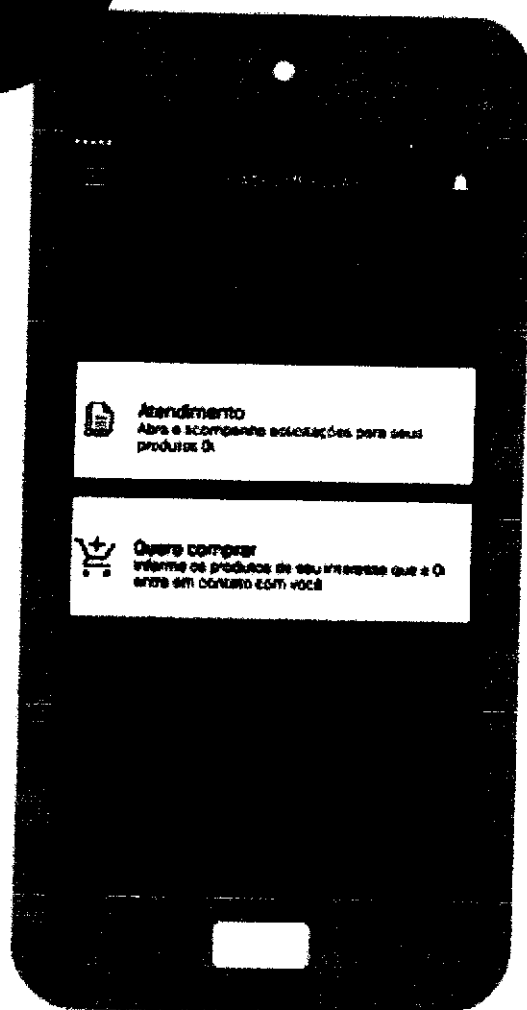 Atendimento
Abra e acompanhe solicitações para seus
produtos Oi
Quero comprar
Informe os produtos de seu interesse que a Oi
entra em contato com você